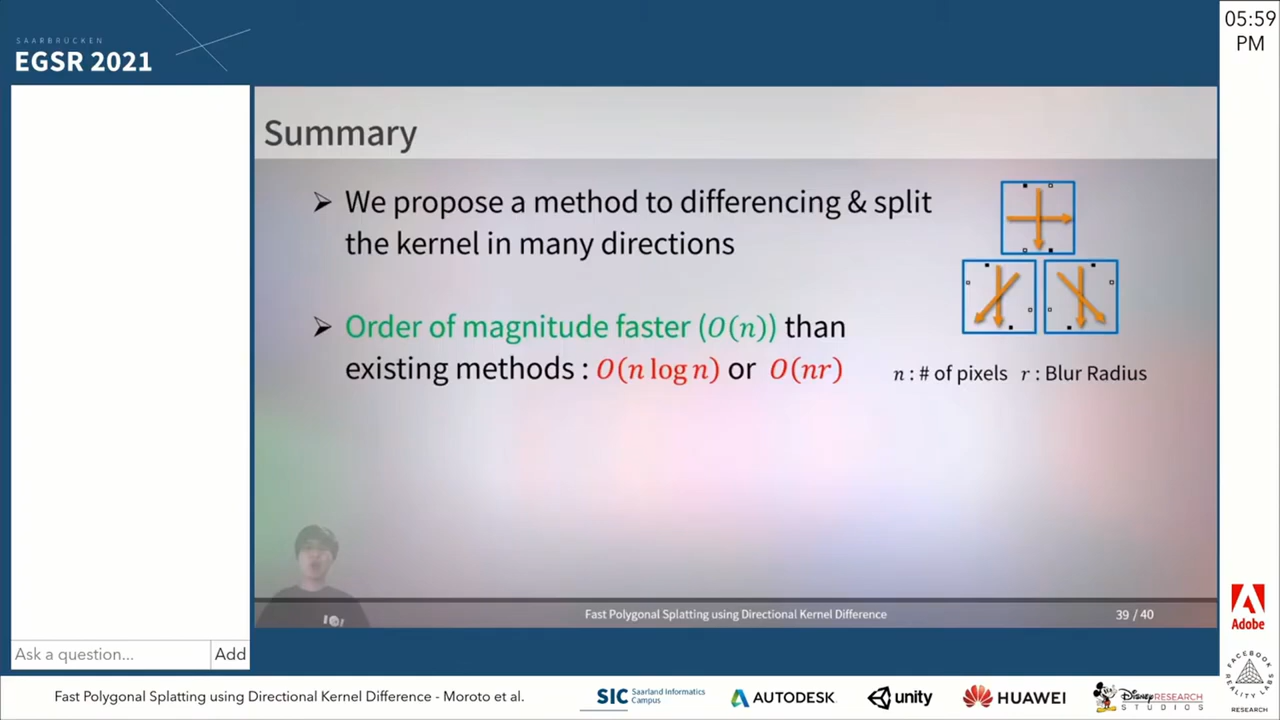 SAARBRÜCKEN
EGSR 2021
05:59
PM
Summary
➢ We propose a method to differencing & split
the kernel in many directions
➢ Order of magnitude faster (O(n)) than
existing methods : O(n log n) or O(nr)
n : # of pixels r : Blur Radius
Fast Polygonal Splatting using Directional Kernel Difference
39 / 40
Ask a question...
Add
Adobe
FACEBOOK
REALITY LABS
RESEARCH
Fast Polygonal Splatting using Directional Kernel Difference - Moroto et al.
SIC Saarland Informatics
Campus
AUTODESK
unity
HUAWEI
Disney RESEARCH
STUDIOS